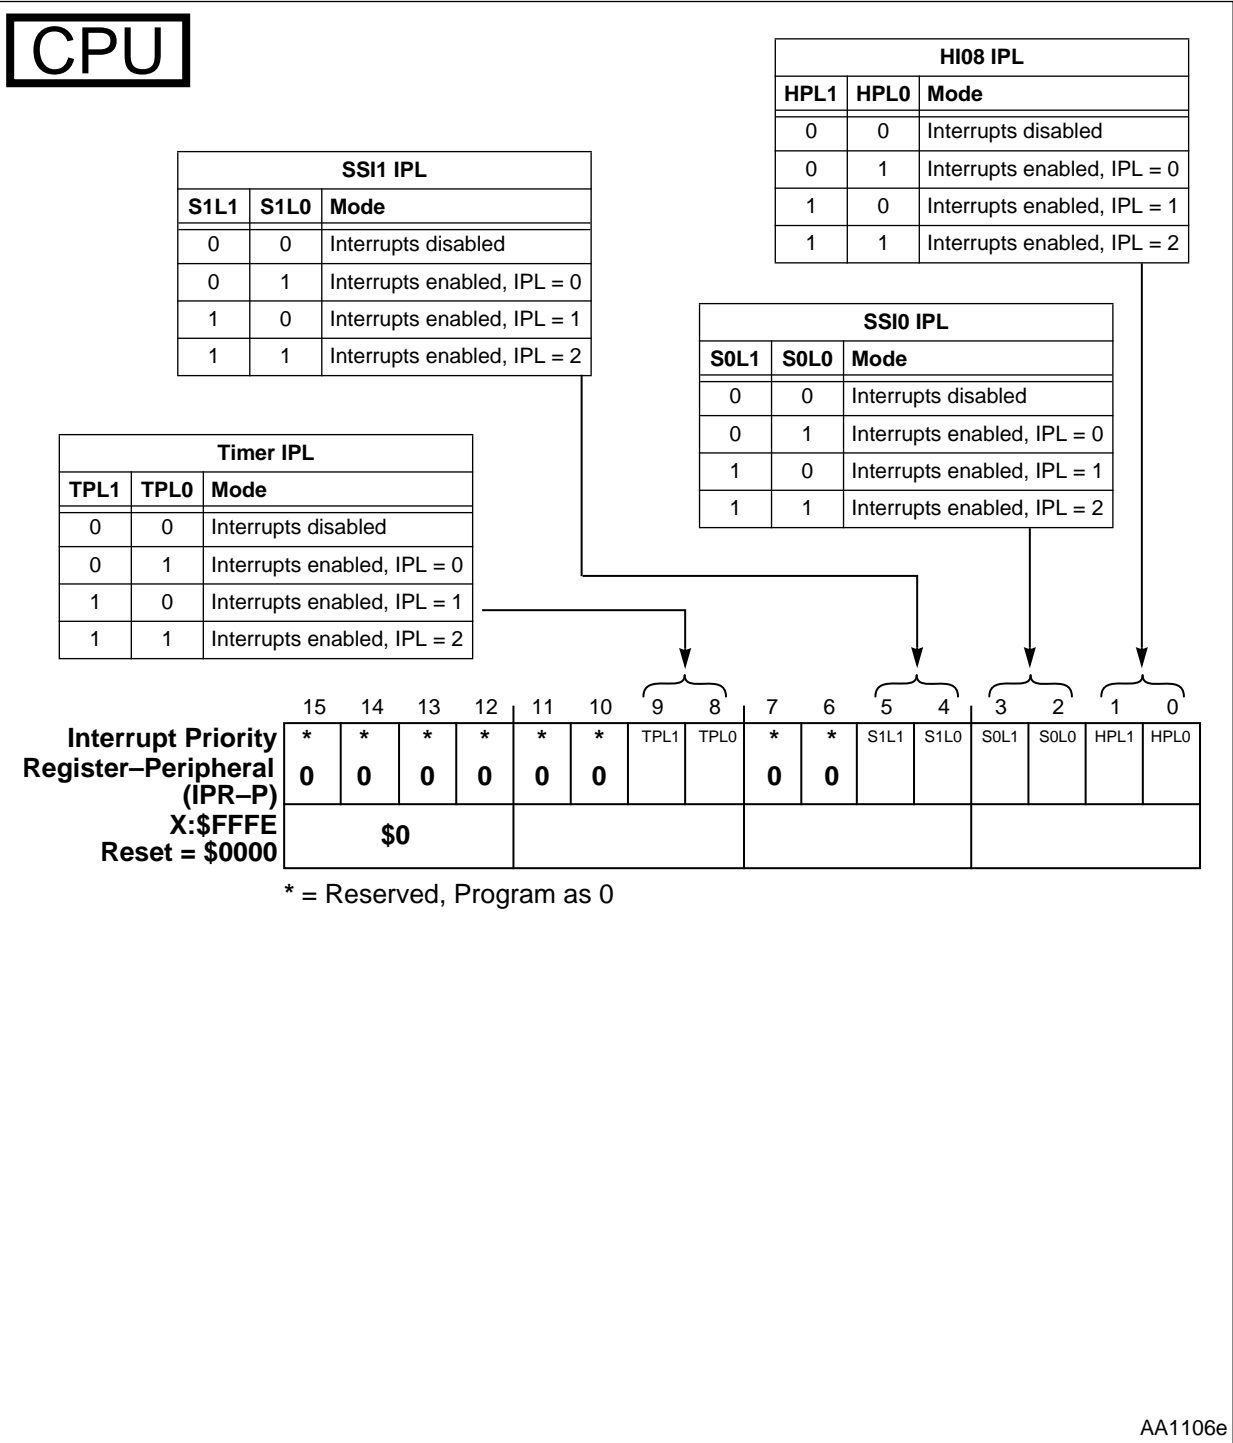 CPU
HI08 IPL
HPL1 HPL0 Mode
0 0 Interrupts disabled
0 1 Interrupts enabled, IPL = 0
1 0 Interrupts enabled, IPL = 1
1 1 Interrupts enabled, IPL = 2
SSI1 IPL
S1L1 S1L0 Mode
0 0 Interrupts disabled
0 1 Interrupts enabled, IPL = 0
1 0 Interrupts enabled, IPL = 1
1 1 Interrupts enabled, IPL = 2
SSI0 IPL
S0L1 S0L0 Mode
0 0 Interrupts disabled
0 1 Interrupts enabled, IPL = 0
1 0 Interrupts enabled, IPL = 1
1 1 Interrupts enabled, IPL = 2
Timer IPL
TPL1 TPL0 Mode
0 0 Interrupts disabled
0 1 Interrupts enabled, IPL = 0
1 0 Interrupts enabled, IPL = 1
1 1 Interrupts enabled, IPL = 2
15 14 13 12 11 10 9 8 7 6 5 4 3 2 1 0
Interrupt Priority * * * * * * TPL1 TPL0 * * S1L1 S1L0 S0L1 S0L0 HPL1 HPL0
Register–Peripheral 0 0 0 0 0 0 0 0
(IPR–P)
X:$FFFE
$0
Reset = $0000
* = Reserved, Program as 0
AA1106e